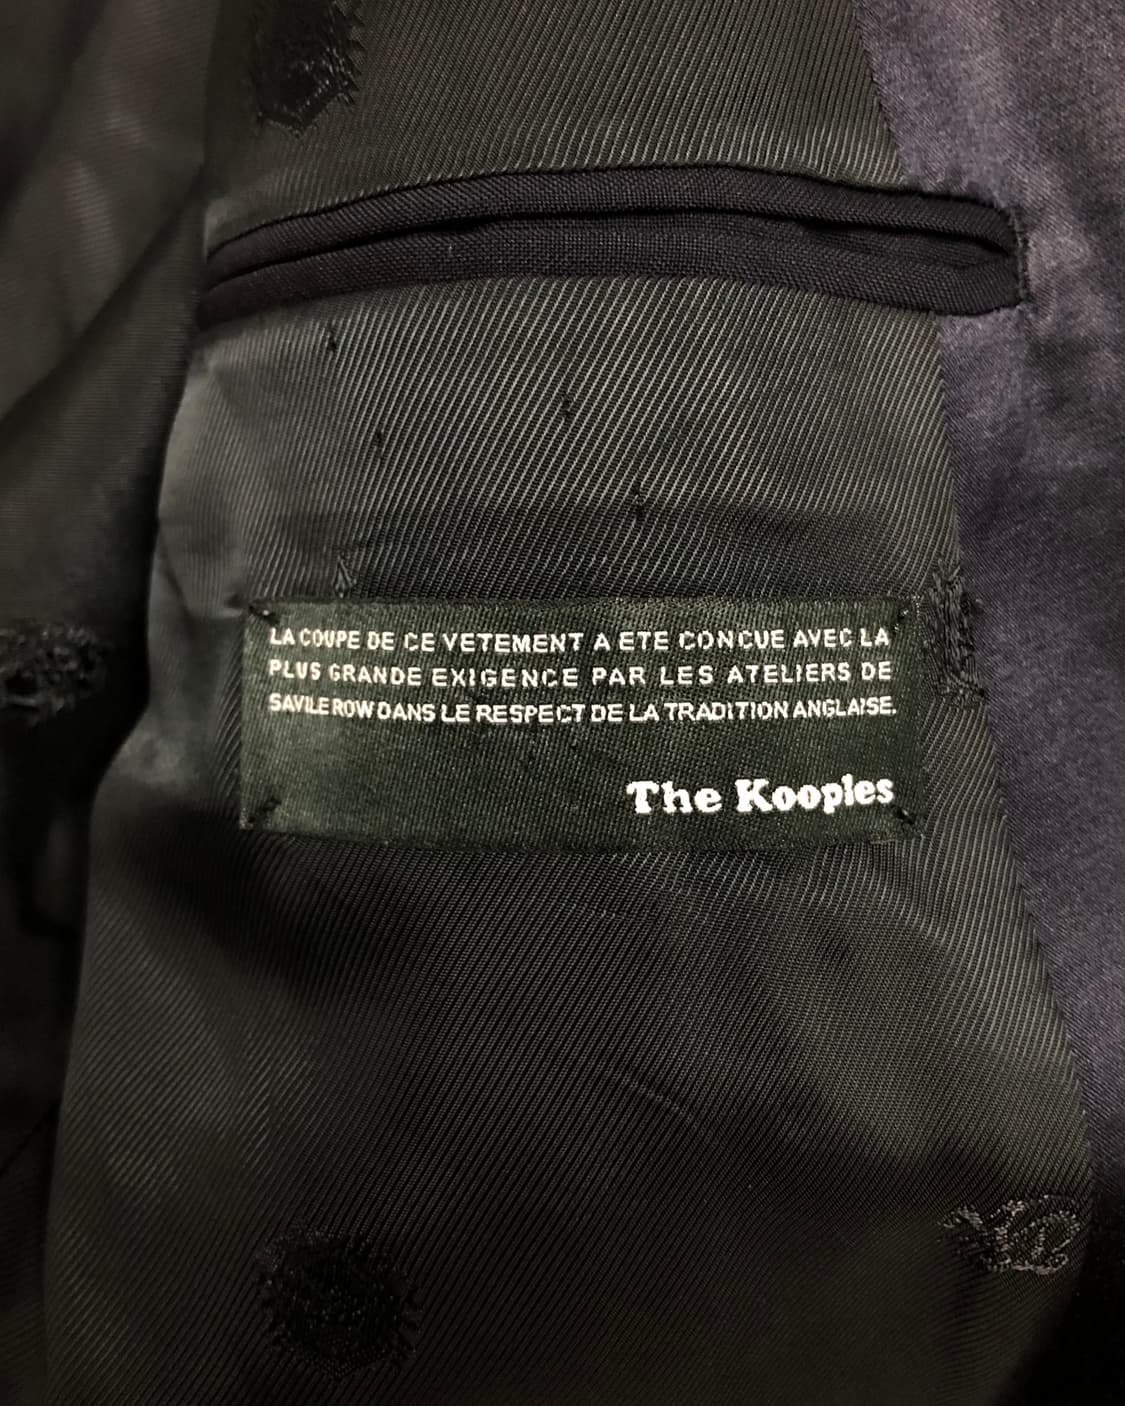 LA COUPE DE CE VETEMENT A ETE CONCUE AVEC LA
PLUS GRANDE EXIGENCE PAR LES ATELIERS DE
SAVILE ROW DANS LE RESPECT DE LA TRADITION ANGLAISE.
The Kooples